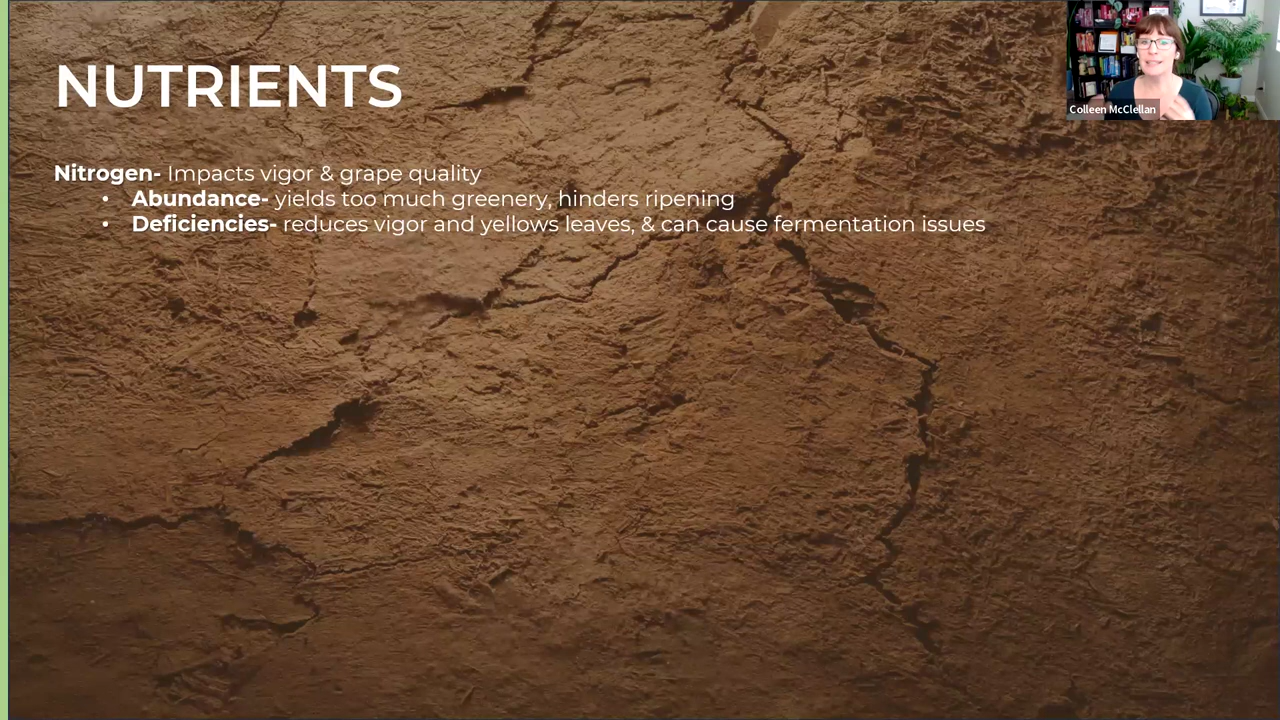 NUTRIENTS
Colleen McClellan
Nitrogen- Impacts vigor & grape quality
• Abundance- yields too much greenery, hinders ripening
• Deficiencies- reduces vigor and yellows leaves, & can cause fermentation issues